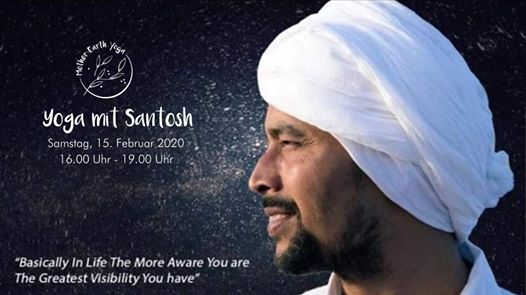 Mother Earth Yoga
Yoga mit Santosh
Samstag, 15. Februar 2020
16.00 Uhr - 19.00 Uhr
"Basically In Life The More Aware You are
The Greatest Visibility You have"